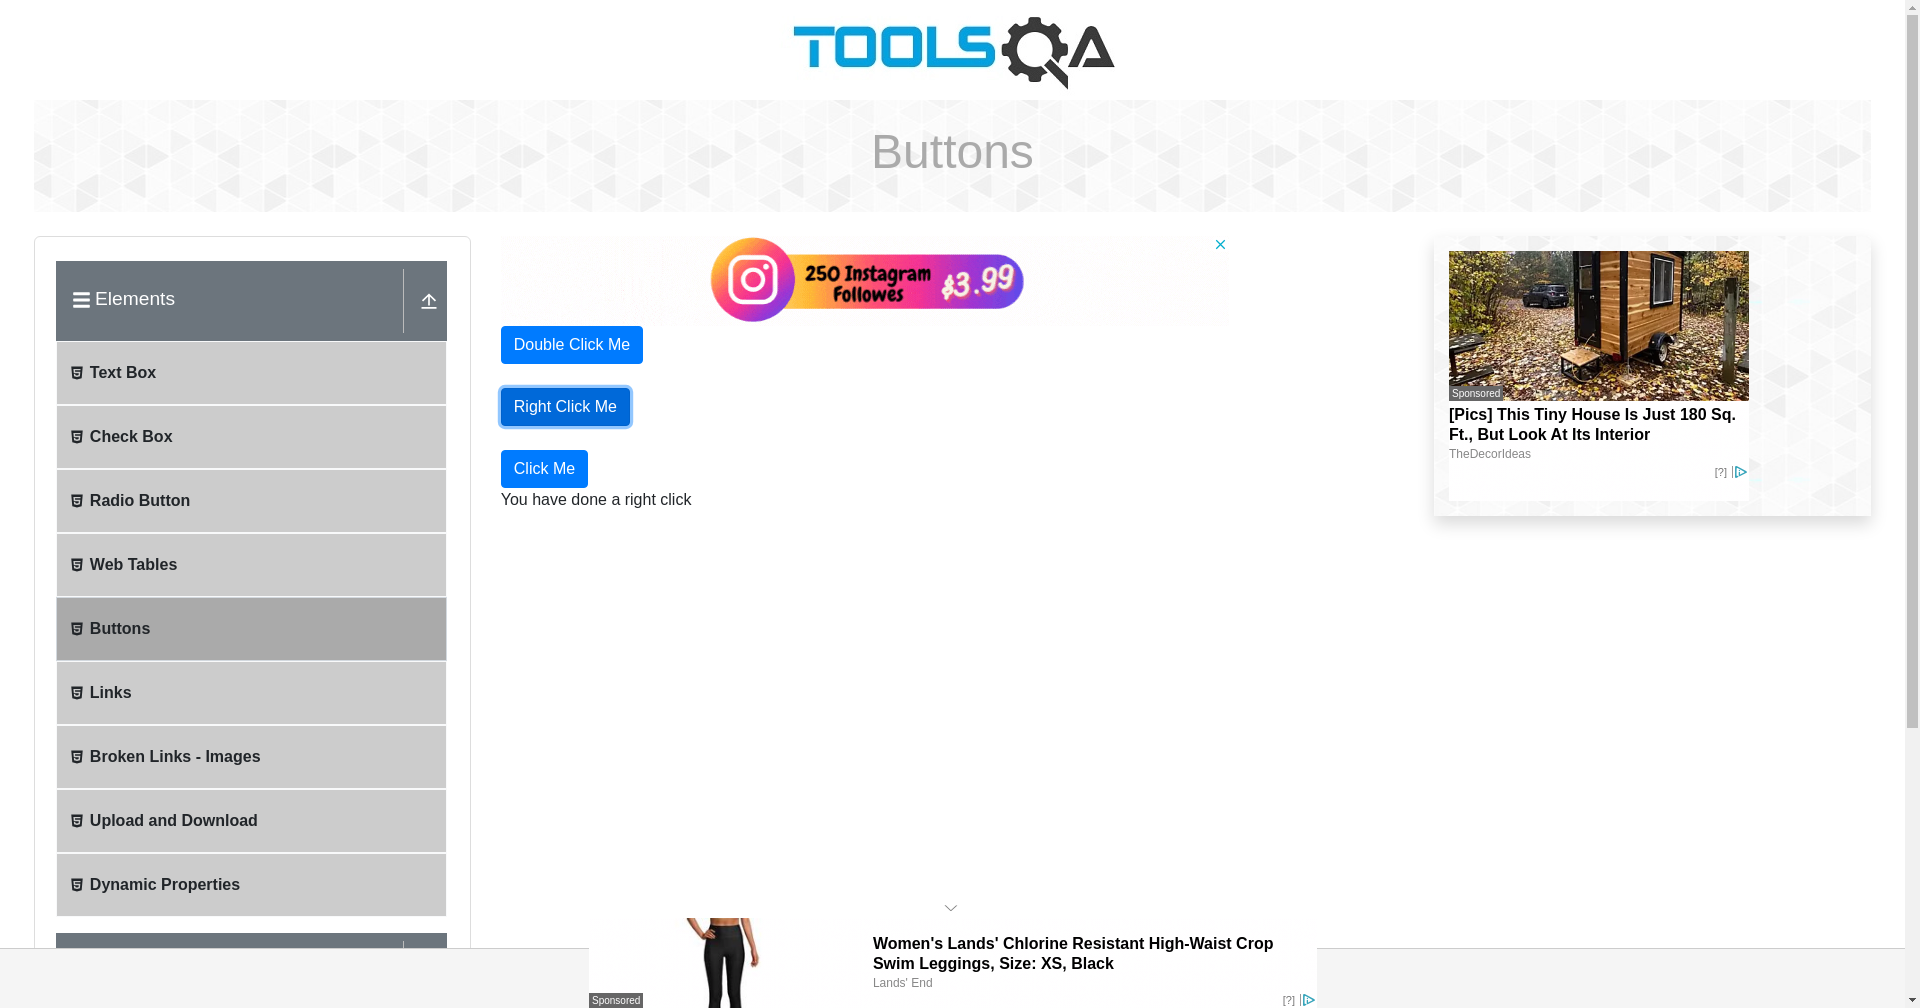 TOOLSQA
Buttons
Elements
Text Box
Check Box
Radio Button
Web Tables
Buttons
Links
Broken Links - Images
Upload and Download
Dynamic Properties
250 Instagram
Followes
$3.99
Double Click Me
Right Click Me
Click Me
You have done a right click
Sponsored
[Pics] This Tiny House Is Just 180 Sq.
Ft., But Look At Its Interior
TheDecorIdeas
[?]
Women's Lands' Chlorine Resistant High-Waist Crop
Swim Leggings, Size: XS, Black
Lands' End
Sponsored
[?]